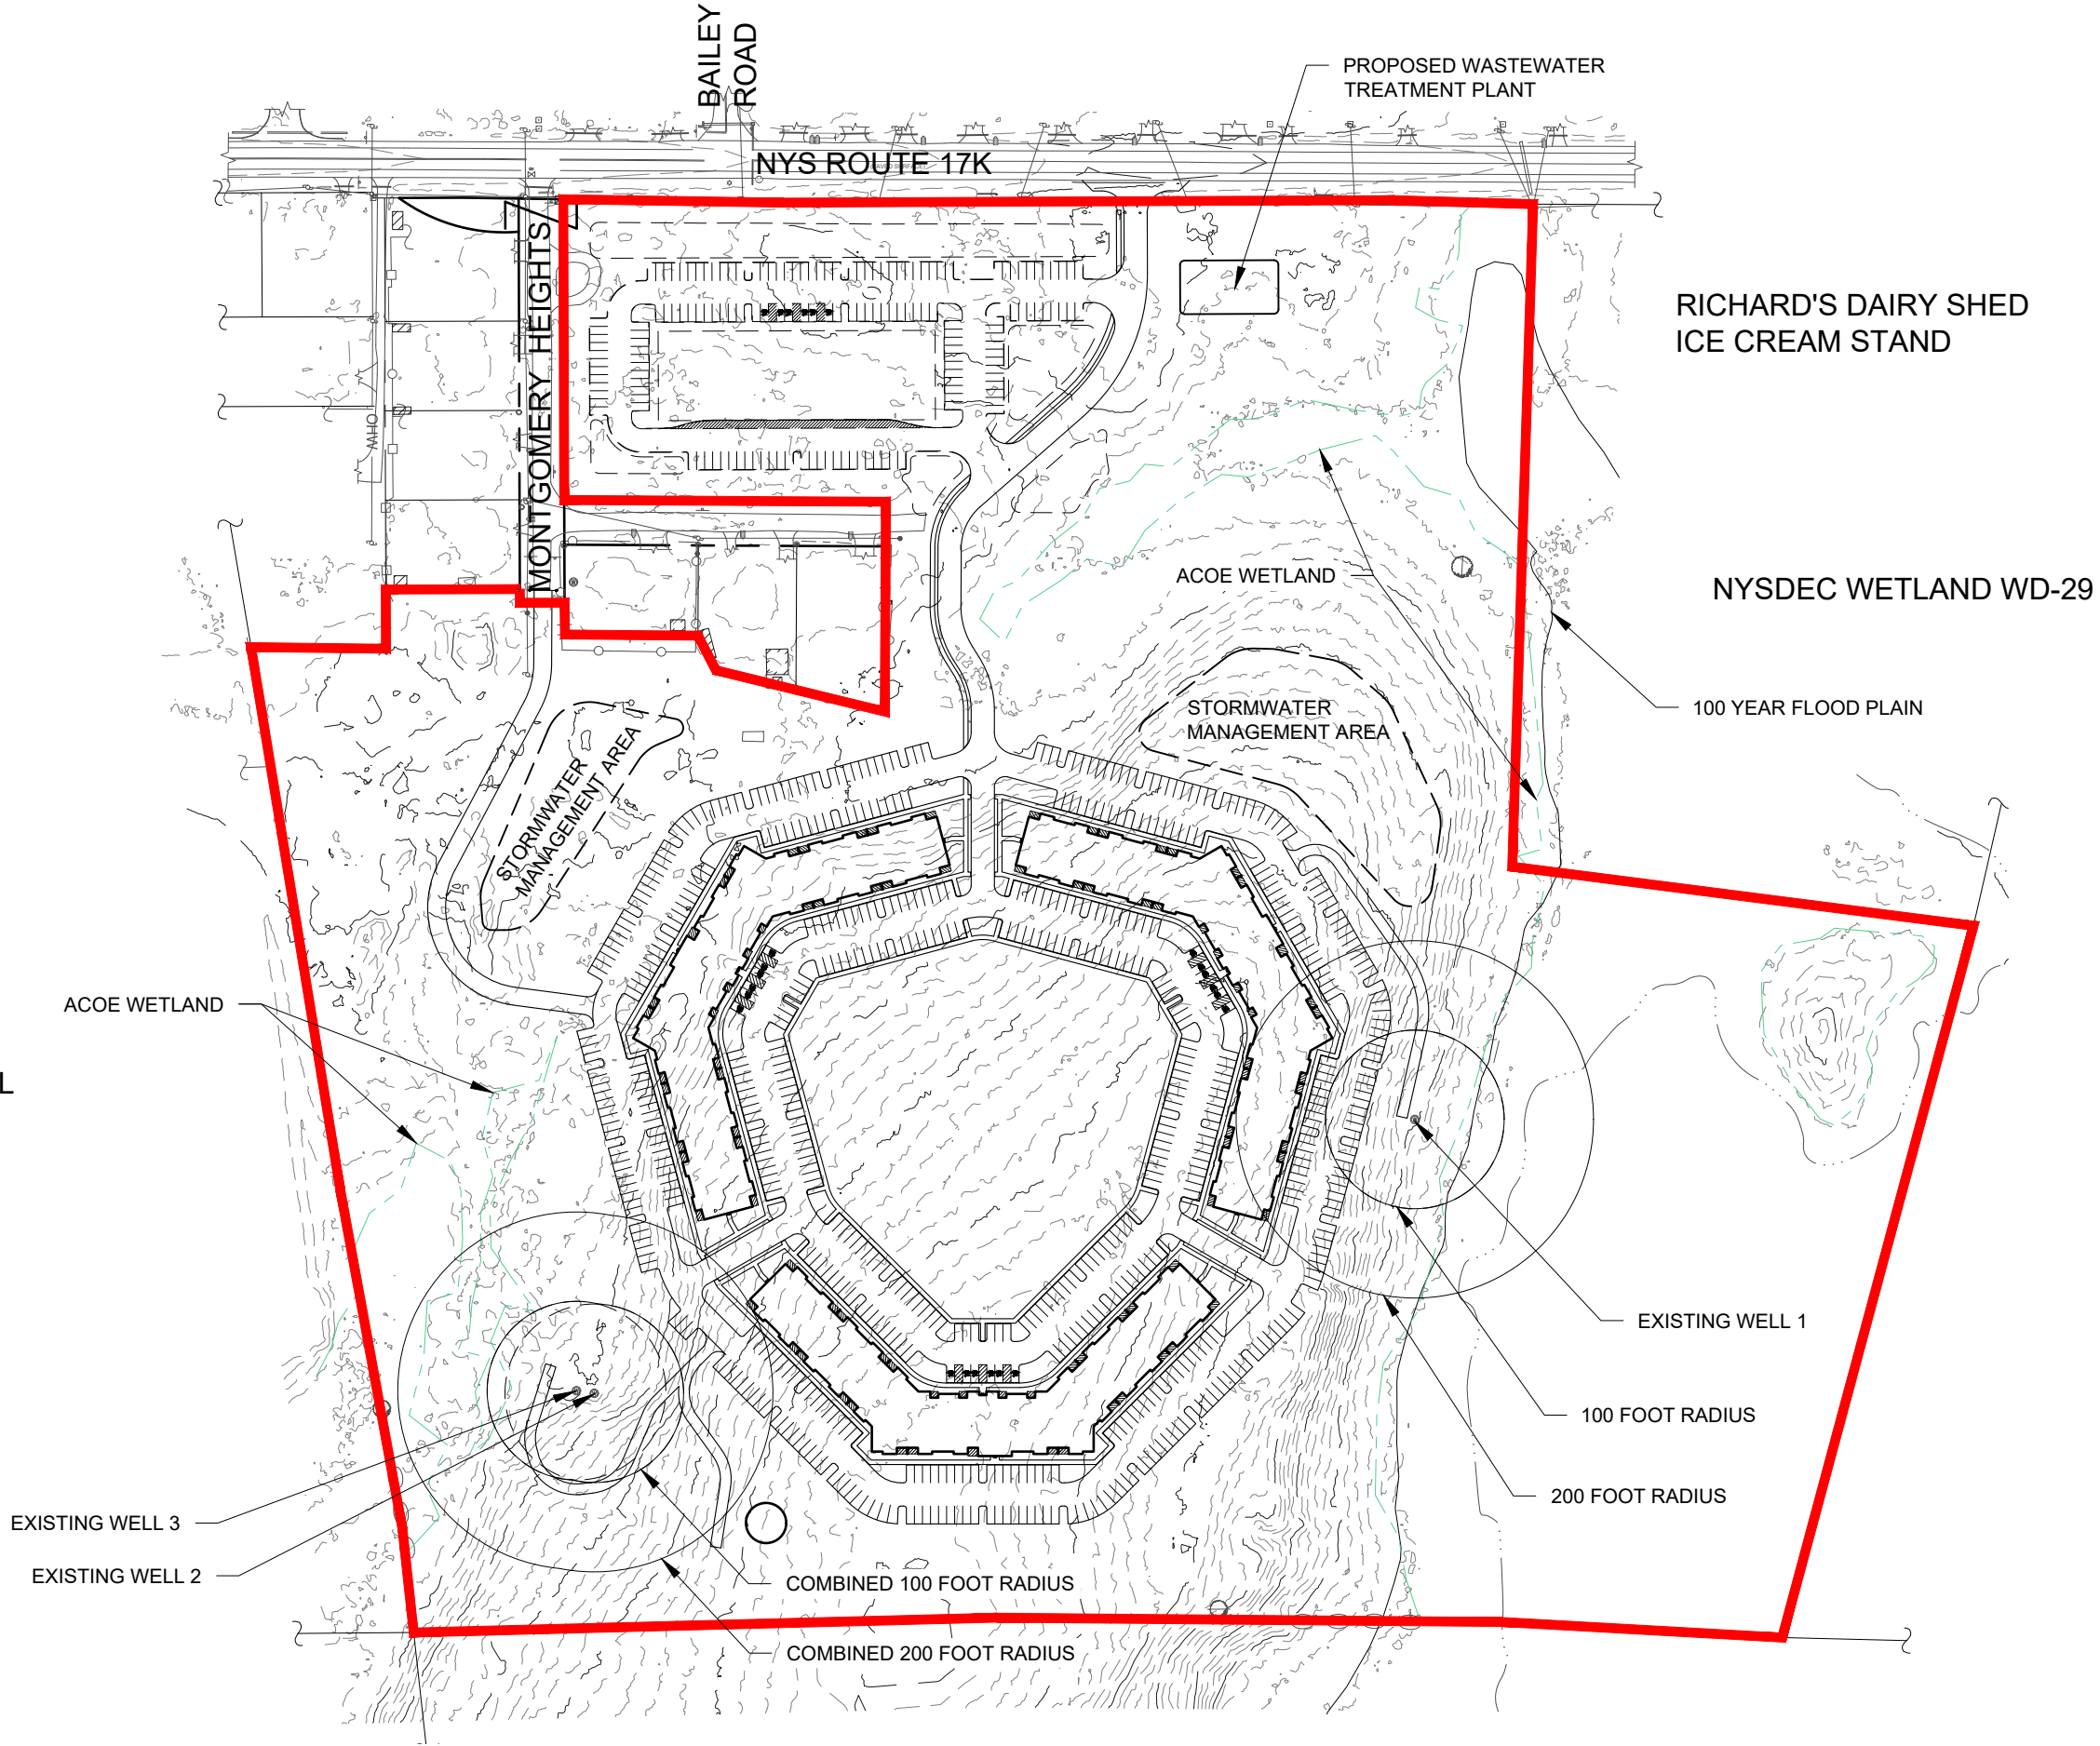 BAILEY
ROAD
PROPOSED WASTEWATER
TREATMENT PLANT
NYS ROUTE 17K
MONTGOMERY HEIGHTS
RICHARD'S DAIRY SHED
ICE CREAM STAND
OHW
ACOE WETLAND
NYSDEC WETLAND WD-29
STORMWATER
MANAGEMENT AREA
100 YEAR FLOOD PLAIN
STORMWATER
MANAGEMENT AREA
ACOE WETLAND
L
EXISTING WELL 1
100 FOOT RADIUS
200 FOOT RADIUS
EXISTING WELL 3
EXISTING WELL 2
COMBINED 100 FOOT RADIUS
COMBINED 200 FOOT RADIUS